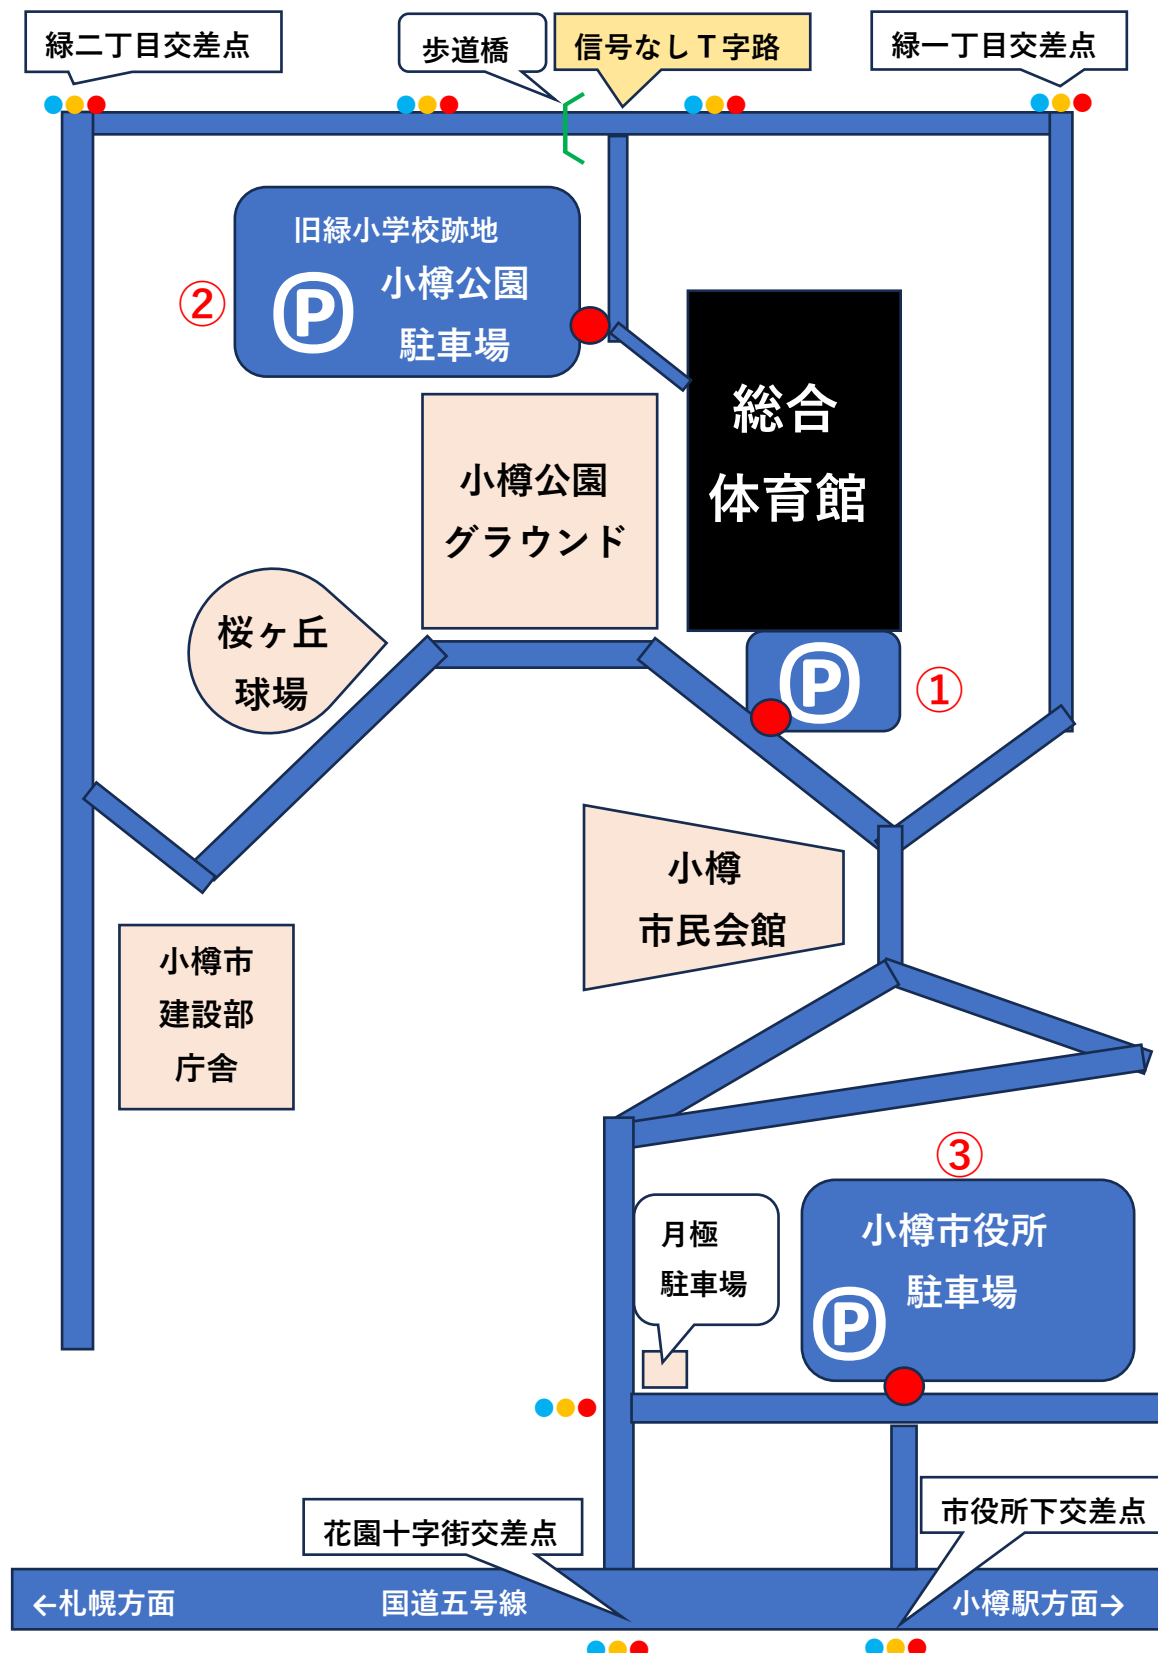 緑二丁目交差点
歩道橋
信号なしT字路
緑一丁目交差点
旧緑小学校跡地
②
P
小樽公園
駐車場
総合
体育館
小樽公園
グラウンド
桜ヶ丘
球場
P
①
小樽
市民会館
小樽市
建設部
庁舎
③
月極
駐車場
小樽市役所
駐車場
P
花園十字街交差点
市役所下交差点
←札幌方面
国道五号線
小樽駅方面→